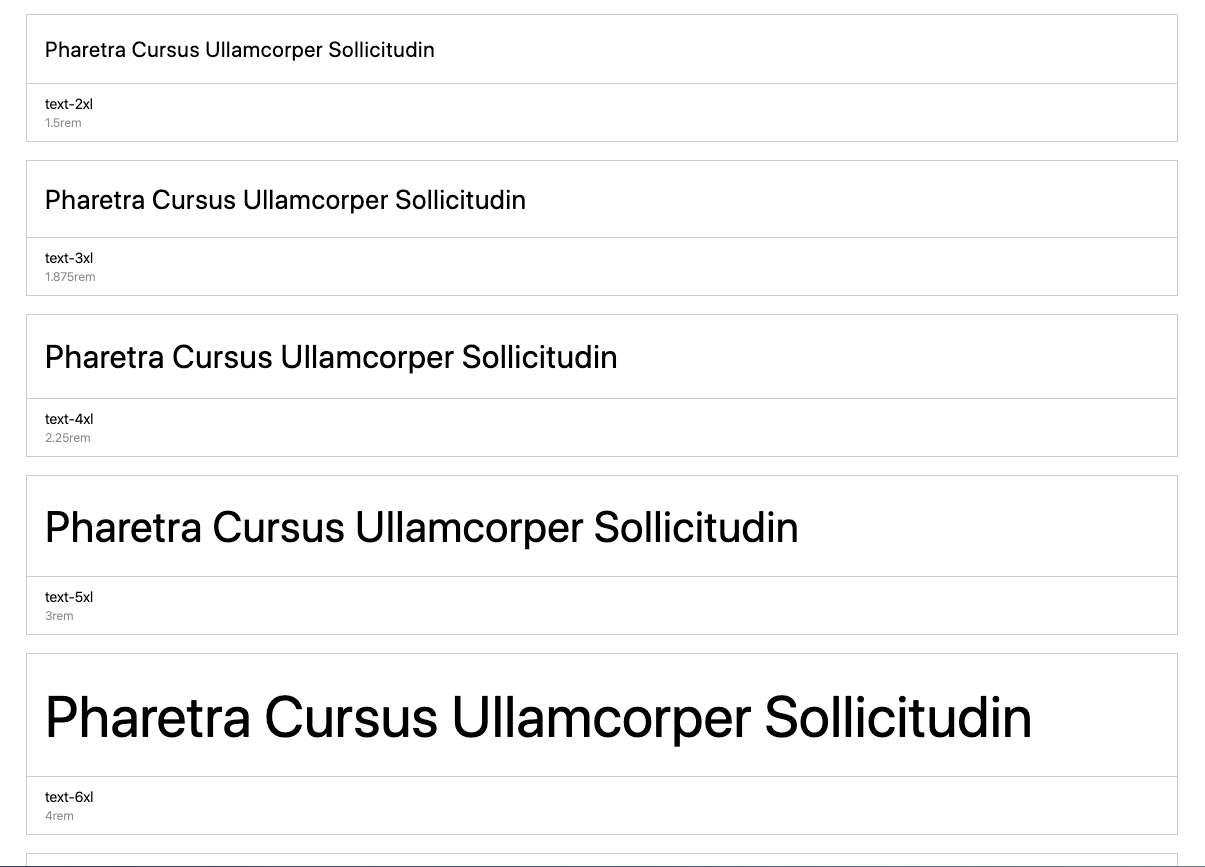 Pharetra Cursus Ullamcorper Sollicitudin
text-2xl
1.5rem
Pharetra Cursus Ullamcorper Sollicitudin
text-3xl
1.875rem
Pharetra Cursus Ullamcorper Sollicitudin
text-4xl
2.25rem
Pharetra Cursus Ullamcorper Sollicitudin
text-5xl
3rem
Pharetra Cursus Ullamcorper Sollicitudin
text-6xl
4rem